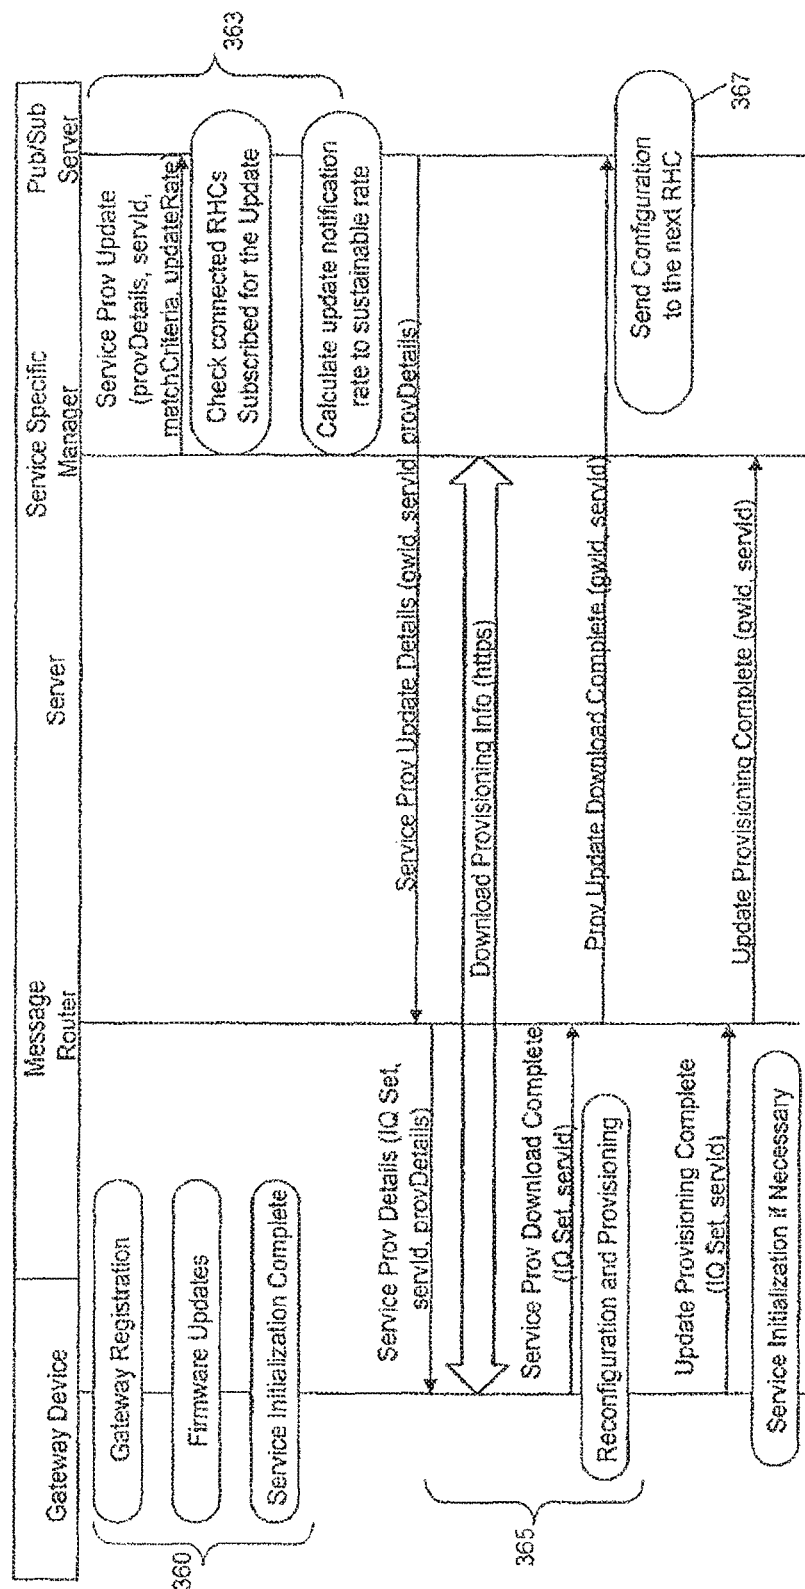 Gateway Device
Message
Router
Server
Service Specific
Manager
Pub/Sub
Server
Gateway Registration
Firmware Updates
Service Initialization Complete
360
Service Prov Update
(provDetails, servId,
matchCriteria, updateRate)
Check connected RHCs
Subscribed for the Update
Calculate update notification
rate to sustainable rate
363
Service Prov Update Details (gwId, servId, provDetails)
Service Prov Details (IQ Set,
servId, provDetails)
Download Provisioning Info (https)
Service Prov Download Complete
(IQ Set, servId)
Prov Update Download Complete (gwId, servId)
Reconfiguration and Provisioning
365
Send Configuration
to the next RHC
367
Update Provisioning Complete
(IQ Set, servId)
Update Provisioning Complete (gwId, servId)
Service Initialization if Necessary